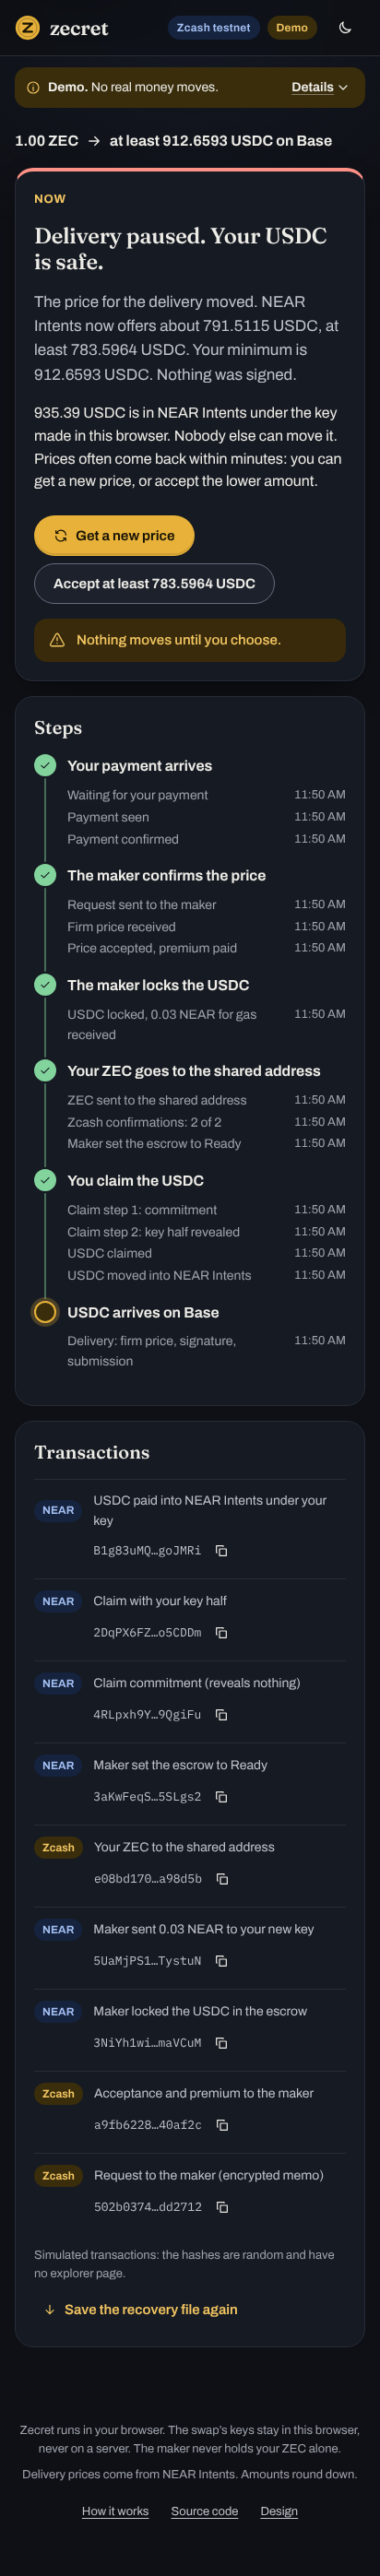 zecret
Zcash testnet
Demo
Demo. No real money moves.
Details
1.00 ZEC → at least 912.6593 USDC on Base
NOW
Delivery paused. Your USDC
is safe.
The price for the delivery moved. NEAR
Intents now offers about 791.5115 USDC, at
least 783.5964 USDC. Your minimum is
912.6593 USDC. Nothing was signed.
935.39 USDC is in NEAR Intents under the key
made in this browser. Nobody else can move it.
Prices often come back within minutes: you can
get a new price, or accept the lower amount.
Get a new price
Accept at least 783.5964 USDC
Nothing moves until you choose.
Steps
Your payment arrives
Waiting for your payment 11:50 AM
Payment seen 11:50 AM
Payment confirmed 11:50 AM
The maker confirms the price
Request sent to the maker 11:50 AM
Firm price received 11:50 AM
Price accepted, premium paid 11:50 AM
The maker locks the USDC
USDC locked, 0.03 NEAR for gas 11:50 AM
received
Your ZEC goes to the shared address
ZEC sent to the shared address 11:50 AM
Zcash confirmations: 2 of 2 11:50 AM
Maker set the escrow to Ready 11:50 AM
You claim the USDC
Claim step 1: commitment 11:50 AM
Claim step 2: key half revealed 11:50 AM
USDC claimed 11:50 AM
USDC moved into NEAR Intents 11:50 AM
USDC arrives on Base
Delivery: firm price, signature, 11:50 AM
submission
Transactions
NEAR USDC paid into NEAR Intents under your
key
B1g83uMQ…goJMRi
NEAR Claim with your key half
2DqPX6FZ…o5CDDm
NEAR Claim commitment (reveals nothing)
4RLpxh9Y…9QgiFu
NEAR Maker set the escrow to Ready
3aKwFeqS…5SLgs2
Zcash Your ZEC to the shared address
e08bd170…a98d5b
NEAR Maker sent 0.03 NEAR to your new key
5UaMjPS1…TystuN
NEAR Maker locked the USDC in the escrow
3NiYh1wi…maVCuM
Zcash Acceptance and premium to the maker
a9fb6228…40af2c
Zcash Request to the maker (encrypted memo)
502b0374…dd2712
Simulated transactions: the hashes are random and have
no explorer page.
Save the recovery file again
Zecret runs in your browser. The swap's keys stay in this browser,
never on a server. The maker never holds your ZEC alone.
Delivery prices come from NEAR Intents. Amounts round down.
How it works Source code Design